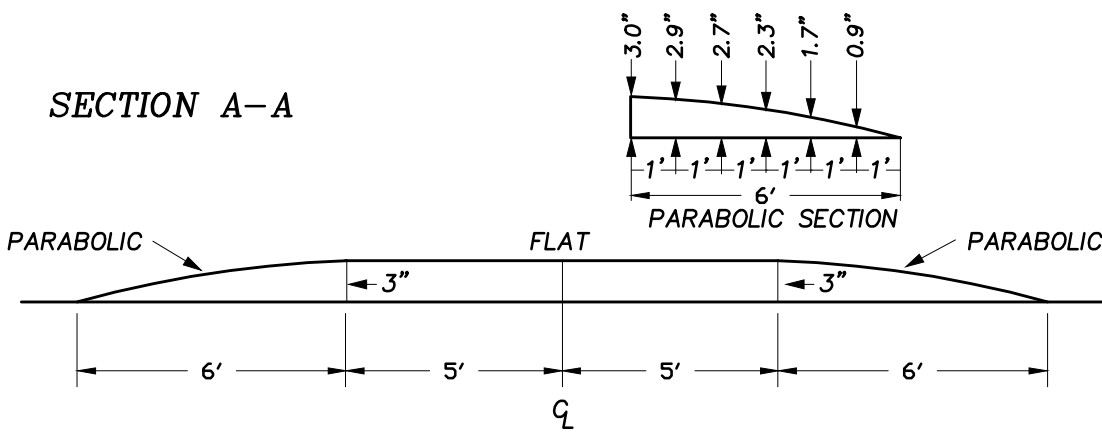 3.0" 2.9" 2.7" 2.3" 1.7" 0.9"
SECTION A-A
1' 1' 1' 1' 1' 1'
6'
PARABOLIC SECTION
PARABOLIC FLAT PARABOLIC
3" 3"
6' 5' 5' 6'
CL